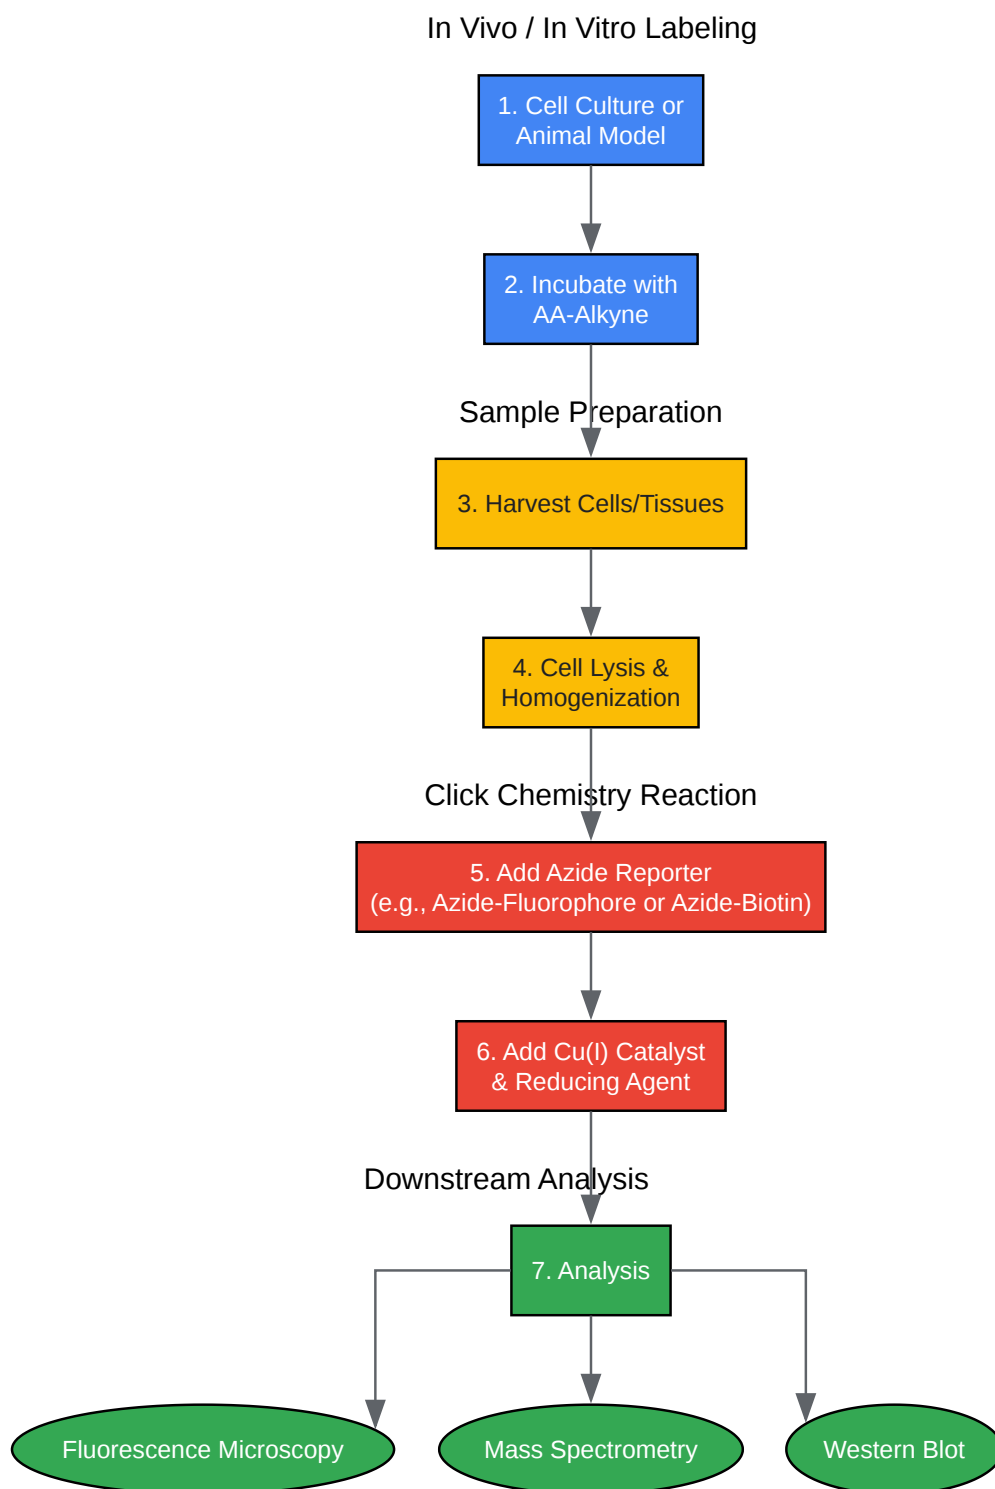 In Vivo / In Vitro Labeling
1. Cell Culture or
Animal Model
2. Incubate with
AA-Alkyne
Sample Preparation
3. Harvest Cells/Tissues
4. Cell Lysis &
Homogenization
Click Chemistry Reaction
5. Add Azide Reporter
(e.g., Azide-Fluorophore or Azide-Biotin)
6. Add Cu(I) Catalyst
& Reducing Agent
Downstream Analysis
7. Analysis
Fluorescence Microscopy
Mass Spectrometry
Western Blot